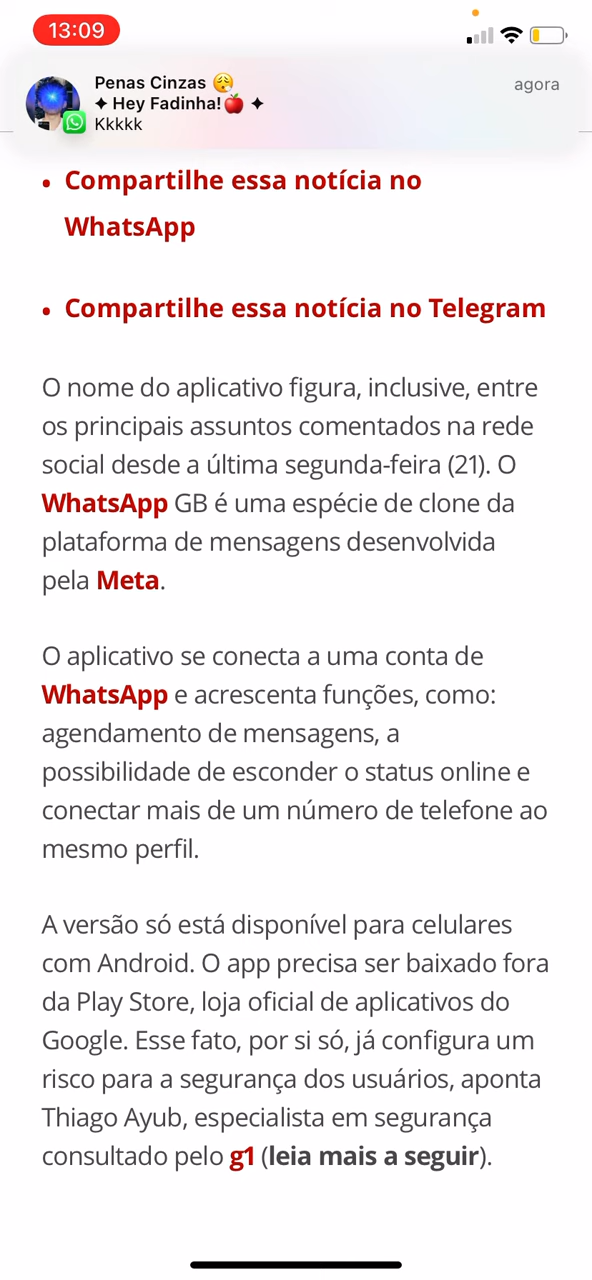 13:09
Penas Cinzas 😮‍💨
agora
✦ Hey Fadinha!🍎 ✦
Kkkkk
• Compartilhe essa notícia no
WhatsApp
• Compartilhe essa notícia no Telegram
O nome do aplicativo figura, inclusive, entre
os principais assuntos comentados na rede
social desde a última segunda-feira (21). O
WhatsApp GB é uma espécie de clone da
plataforma de mensagens desenvolvida
pela Meta.
O aplicativo se conecta a uma conta de
WhatsApp e acrescenta funções, como:
agendamento de mensagens, a
possibilidade de esconder o status online e
conectar mais de um número de telefone ao
mesmo perfil.
A versão só está disponível para celulares
com Android. O app precisa ser baixado fora
da Play Store, loja oficial de aplicativos do
Google. Esse fato, por si só, já configura um
risco para a segurança dos usuários, aponta
Thiago Ayub, especialista em segurança
consultado pelo g1 (leia mais a seguir).